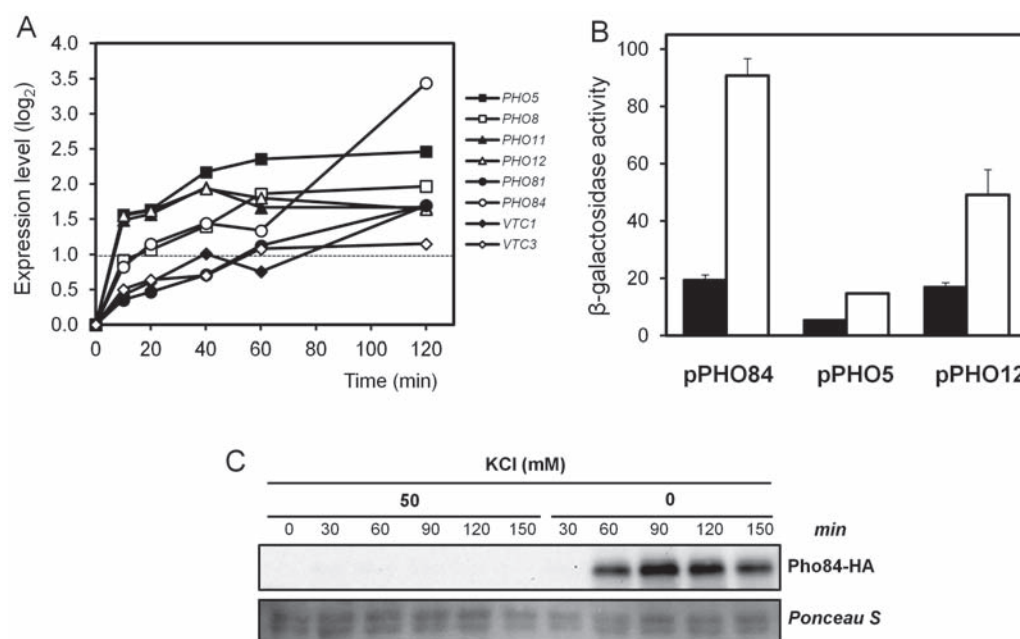 A
4.0
3.5
3.0
2.5
2.0
1.5
1.0
0.5
0.0
Expression level (log2)
0 20 40 60 80 100 120
Time (min)
PHO5
PHO8
PHO11
PHO12
PHO81
PHO84
VTC1
VTC3
B
100
80
60
40
20
0
β-galactosidase activity
pPHO84 pPHO5 pPHO12
C
KCl (mM)
50 0
0 30 60 90 120 150 30 60 90 120 150 min
Pho84-HA
Ponceau S